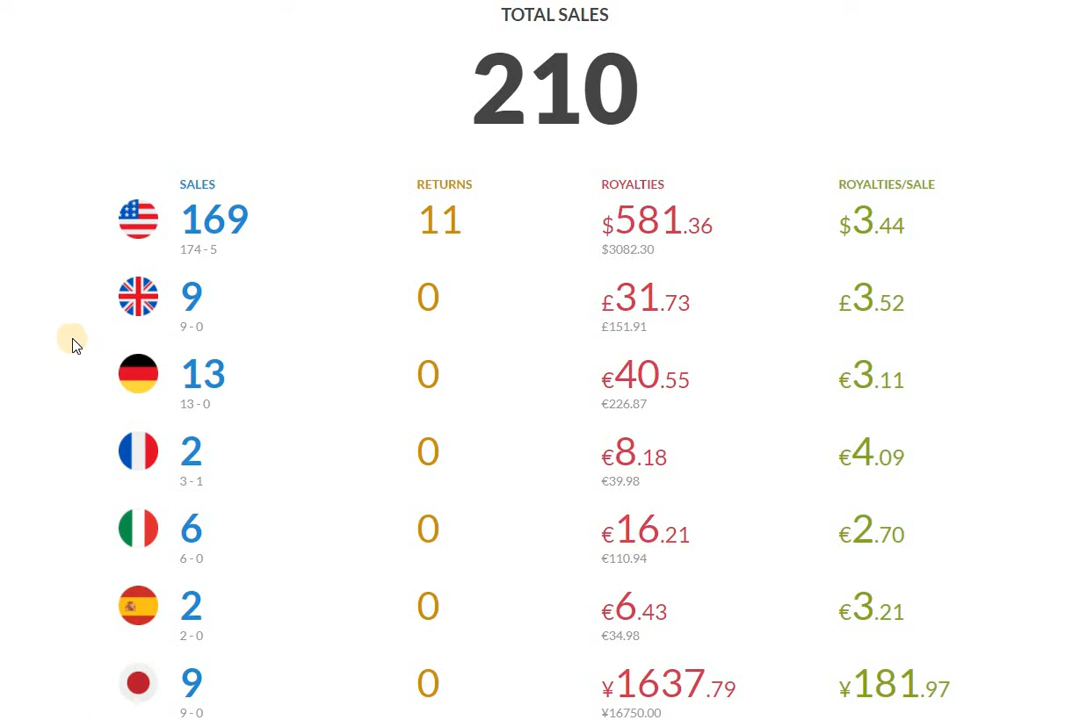 TOTAL SALES
210
SALES RETURNS ROYALTIES ROYALTIES/SALE
169 11 $581.36 $3.44
174 - 5 $3082.30
9 0 £31.73 £3.52
9 - 0 £151.91
13 0 €40.55 €3.11
13 - 0 €226.87
2 0 €8.18 €4.09
3 - 1 €39.98
6 0 €16.21 €2.70
6 - 0 €110.94
2 0 €6.43 €3.21
2 - 0 €34.98
9 0 ¥1637.79 ¥181.97
9 - 0 ¥16750.00